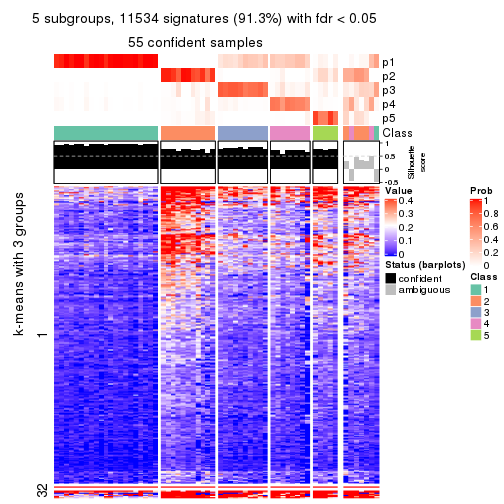 5 subgroups, 11534 signatures (91.3%) with fdr < 0.05
55 confident samples
p1
p2
p3
p4
p5
Class
1
0.5
0
-0.5
Silhouette
score
k-means with 3 groups
1
32
Value
0.4
0.3
0.2
0.1
0
Status (barplots)
confident
ambiguous
Prob
1
0.8
0.6
0.4
0.2
0
Class
1
2
3
4
5